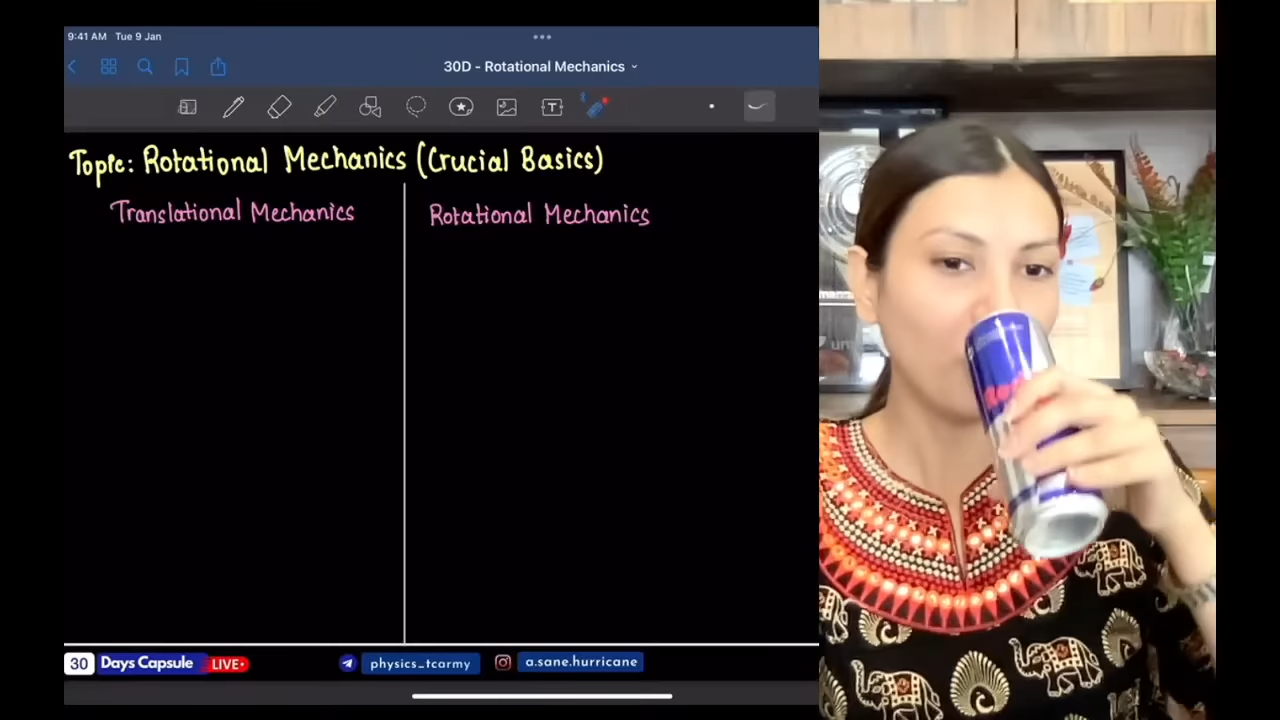 9:41 AM Tue 9 Jan
30D - Rotational Mechanics
T
Topic: Rotational Mechanics (Crucial Basics)
Translational Mechanics
Rotational Mechanics
30 Days Capsule LIVE
physics_tcarmy
a.sane.hurricane